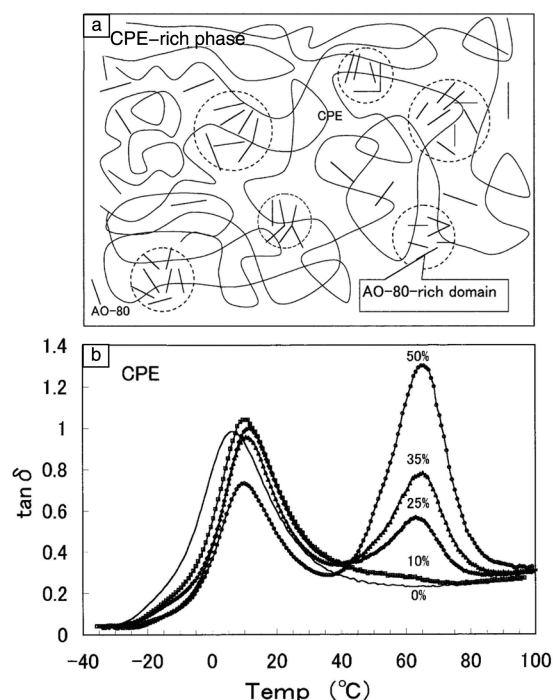 a
CPE-rich phase
CPE
AO-80-rich domain
AO-80
b
CPE
tan δ
1.4
1.2
1
0.8
0.6
0.4
0.2
0
50%
35%
25%
10%
0%
-40 -20 0 20 40 60 80 100
Temp (℃)